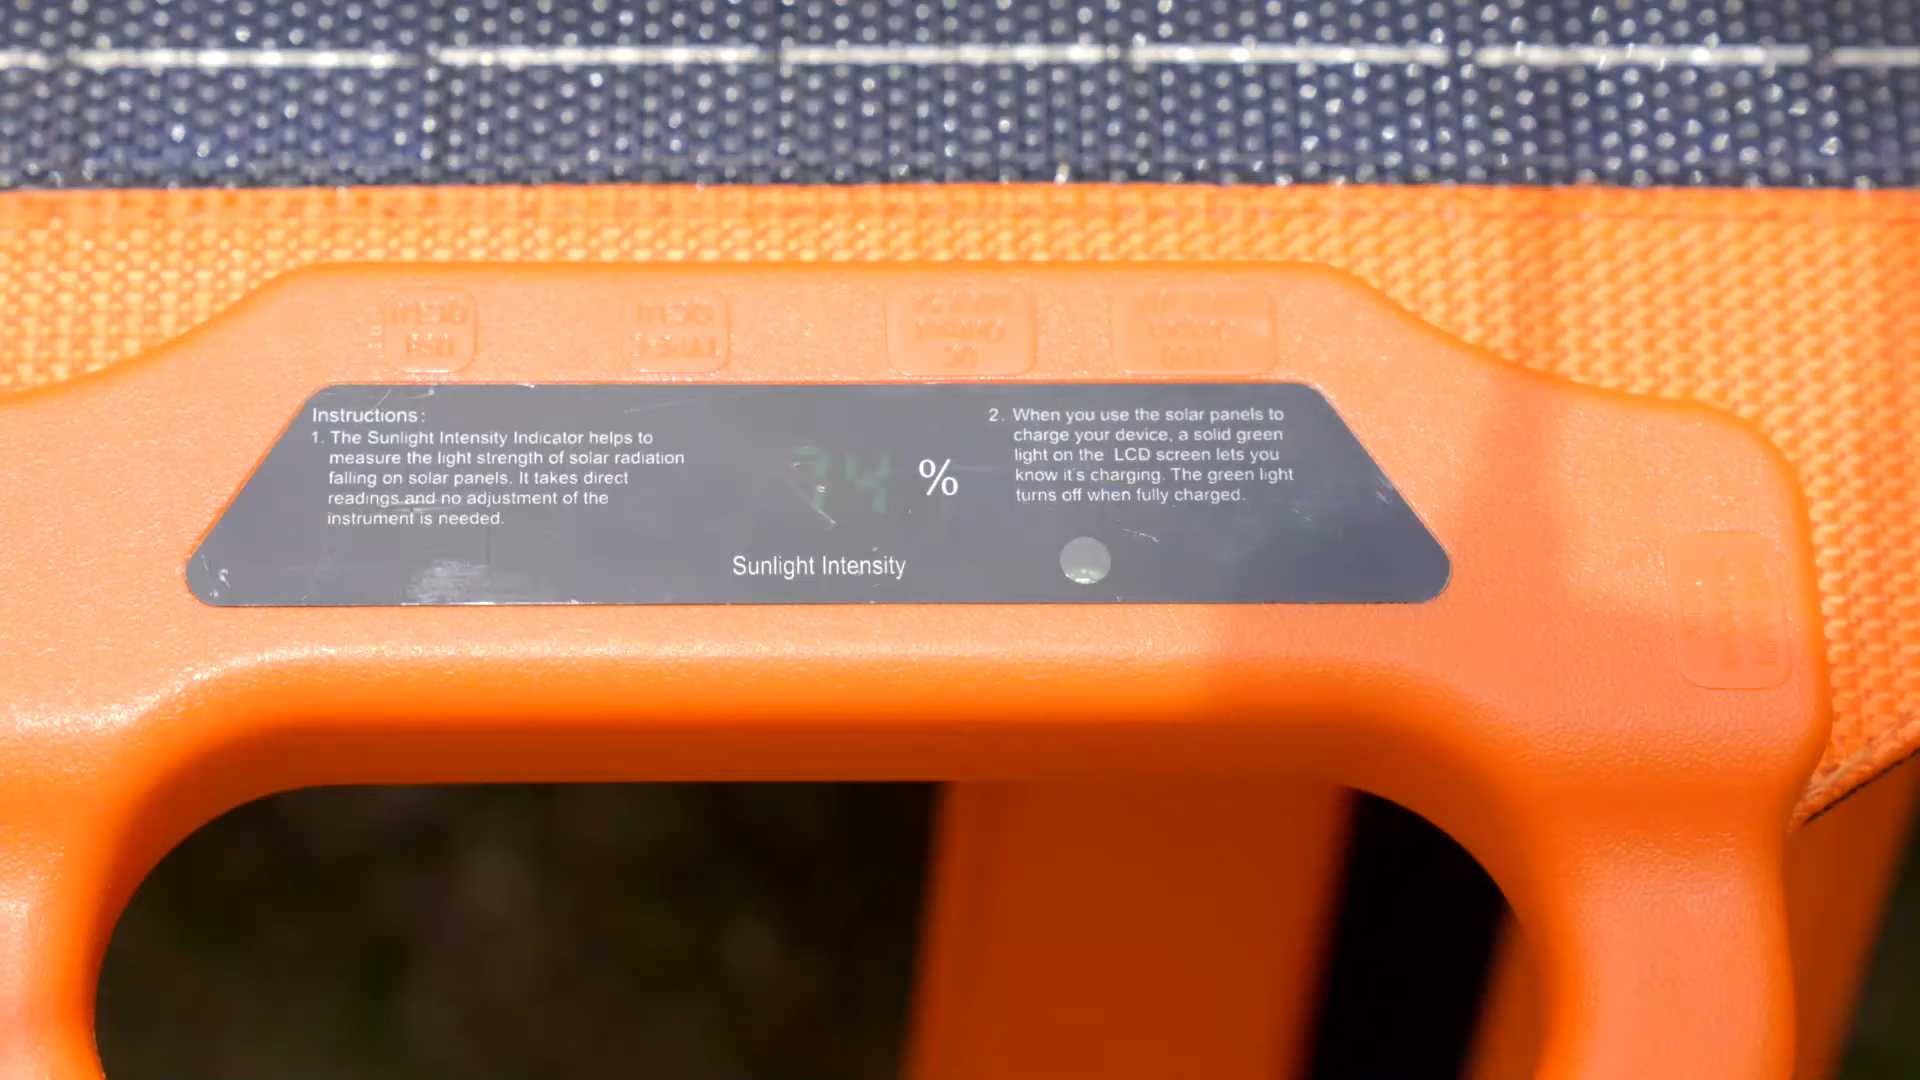 Instructions:
1. The Sunlight Intensity Indicator helps to
measure the light strength of solar radiation
falling on solar panels. It takes direct
readings and no adjustment of the
instrument is needed.
%
Sunlight Intensity
2. When you use the solar panels to
charge your device, a solid green
light on the LCD screen lets you
know it's charging. The green light
turns off when fully charged.